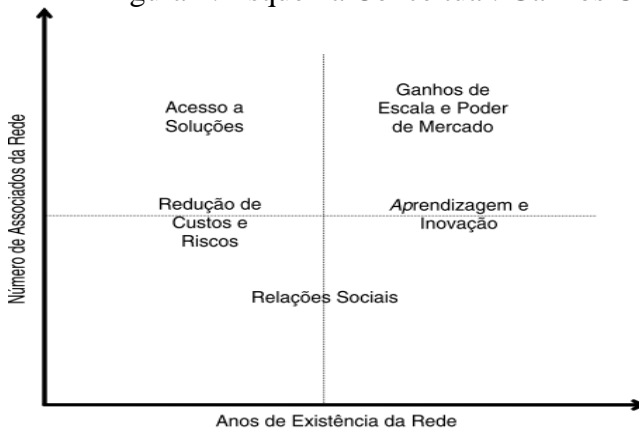 Número de Associados da Rede
Acesso a
Soluções
Ganhos de
Escala e Poder
de Mercado
Redução de
Custos e
Riscos
Aprendizagem e
Inovação
Relações Sociais
Anos de Existência da Rede